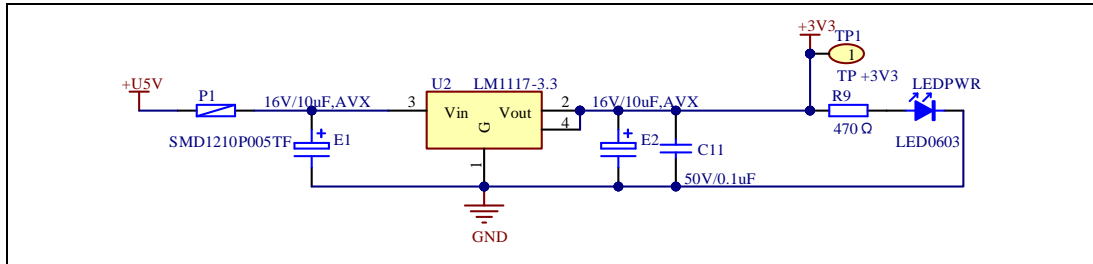 +3V3
TP1
1
TP +3V3
+U5V
P1
SMD1210P005TF
16V/10uF,AVX
E1
U2
LM1117-3.3
3
Vin
G
Vout
2
4
1
16V/10uF,AVX
E2
C11
50V/0.1uF
R9
470 Ω
LEDPWR
LED0603
GND